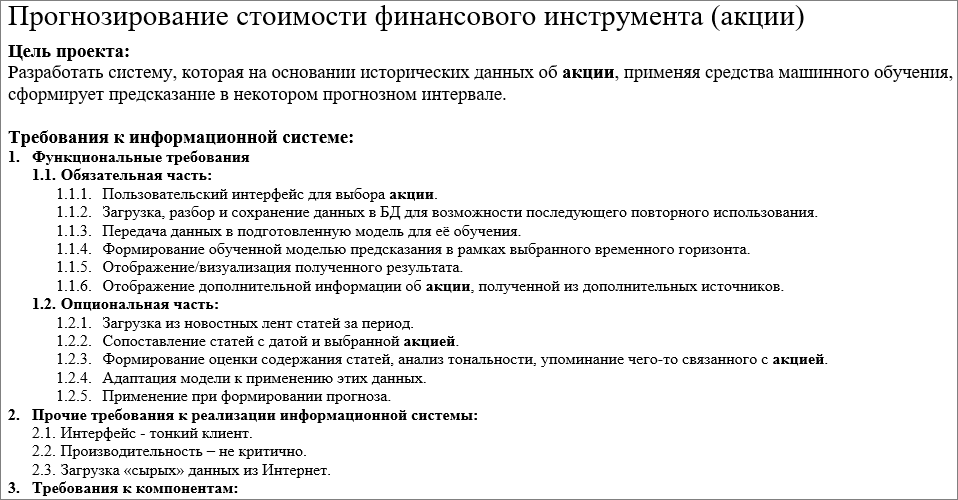 Прогнозирование стоимости финансового инструмента (акции)
Цель проекта:
Разработать систему, которая на основании исторических данных об акции, применяя средства машинного обучения,
сформирует предсказание в некотором прогнозном интервале.
Требования к информационной системе:
1. Функциональные требования
1.1. Обязательная часть:
1.1.1. Пользовательский интерфейс для выбора акции.
1.1.2. Загрузка, разбор и сохранение данных в БД для возможности последующего повторного использования.
1.1.3. Передача данных в подготовленную модель для её обучения.
1.1.4. Формирование обученной моделью предсказания в рамках выбранного временного горизонта.
1.1.5. Отображение/визуализация полученного результата.
1.1.6. Отображение дополнительной информации об акции, полученной из дополнительных источников.
1.2. Опциональная часть:
1.2.1. Загрузка из новостных лент статей за период.
1.2.2. Сопоставление статей с датой и выбранной акцией.
1.2.3. Формирование оценки содержания статей, анализ тональности, упоминание чего-то связанного с акцией.
1.2.4. Адаптация модели к применению этих данных.
1.2.5. Применение при формировании прогноза.
2. Прочие требования к реализации информационной системы:
2.1. Интерфейс - тонкий клиент.
2.2. Производительность – не критично.
2.3. Загрузка «сырых» данных из Интернет.
3. Требования к компонентам: